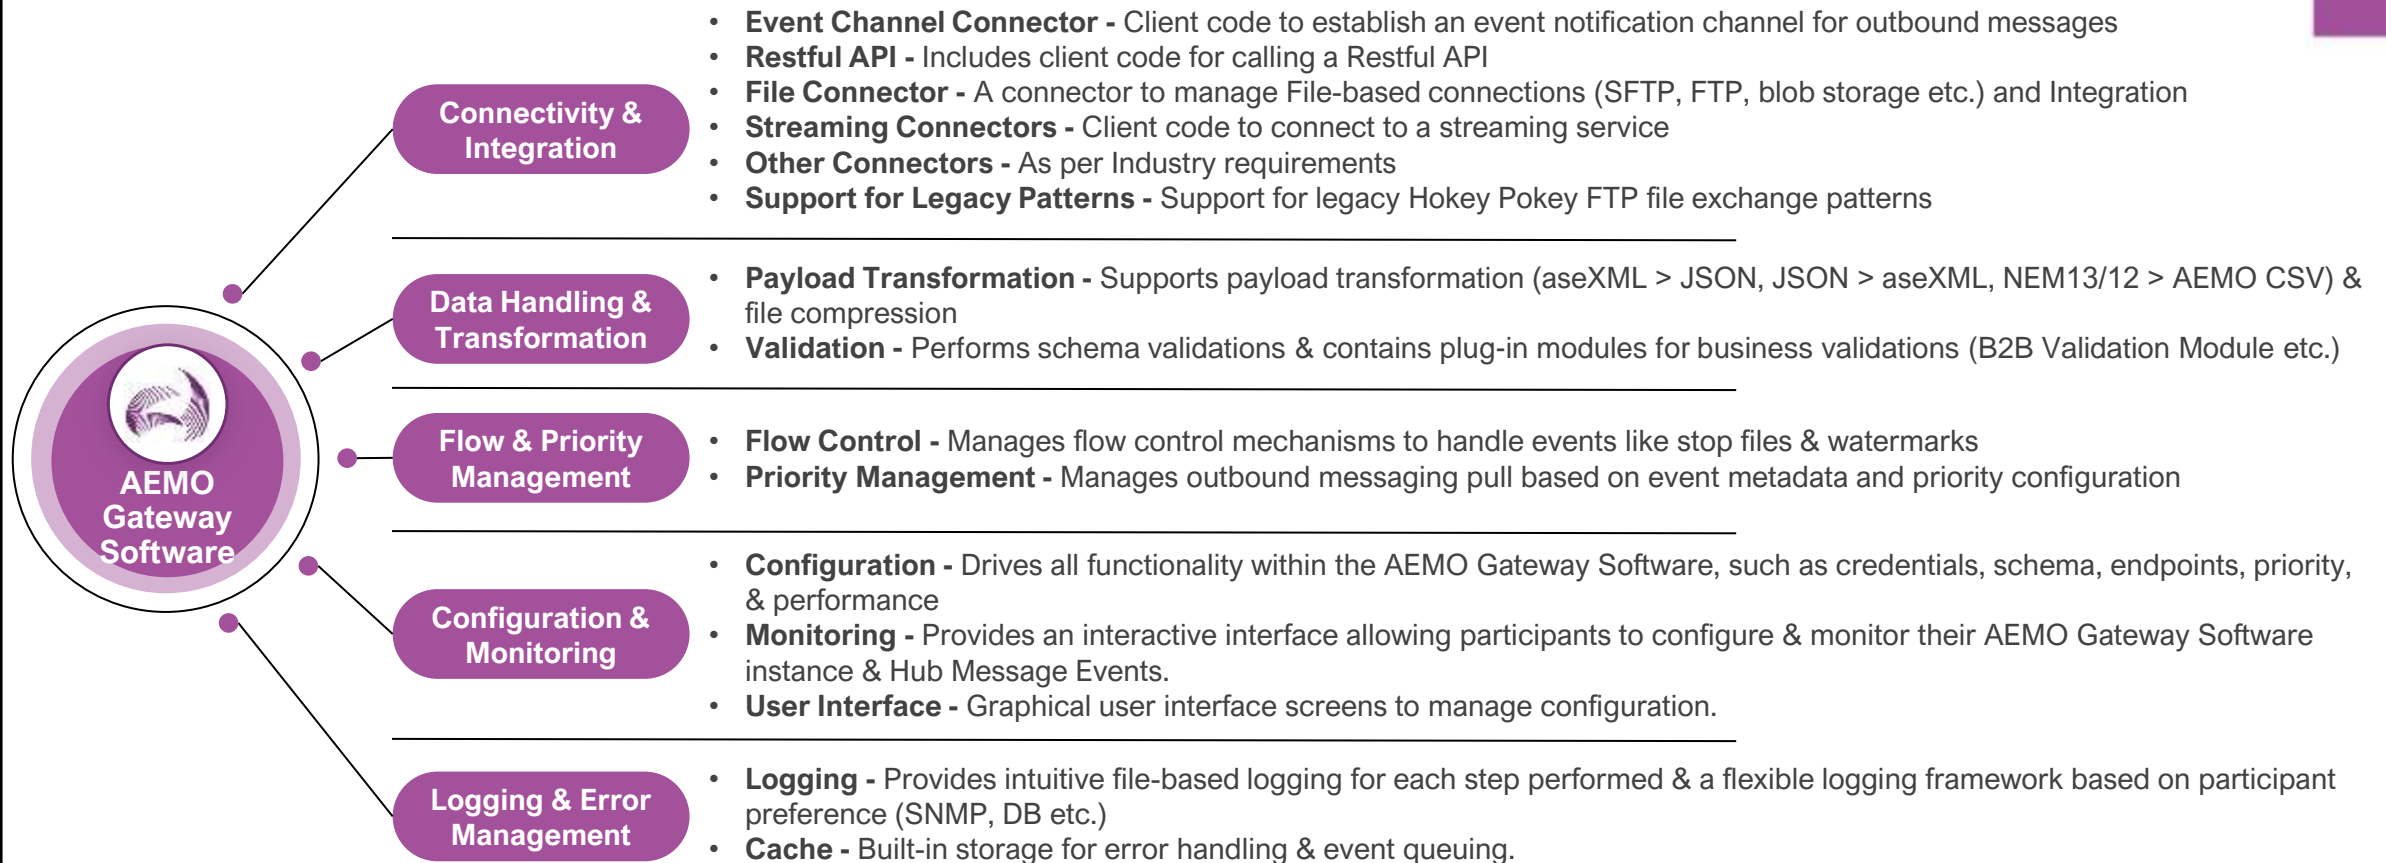 • Event Channel Connector - Client code to establish an event notification channel for outbound messages
• Restful API - Includes client code for calling a Restful API
• File Connector - A connector to manage File-based connections (SFTP, FTP, blob storage etc.) and Integration
• Streaming Connectors - Client code to connect to a streaming service
• Other Connectors - As per Industry requirements
• Support for Legacy Patterns - Support for legacy Hokey Pokey FTP file exchange patterns
Connectivity &
Integration
• Payload Transformation - Supports payload transformation (aseXML > JSON, JSON > aseXML, NEM13/12 > AEMO CSV) &
file compression
• Validation - Performs schema validations & contains plug-in modules for business validations (B2B Validation Module etc.)
Data Handling &
Transformation
Flow & Priority
Management
• Flow Control - Manages flow control mechanisms to handle events like stop files & watermarks
• Priority Management - Manages outbound messaging pull based on event metadata and priority configuration
AEMO
Gateway
Software
• Configuration - Drives all functionality within the AEMO Gateway Software, such as credentials, schema, endpoints, priority,
& performance
• Monitoring - Provides an interactive interface allowing participants to configure & monitor their AEMO Gateway Software
instance & Hub Message Events.
• User Interface - Graphical user interface screens to manage configuration.
Configuration &
Monitoring
Logging & Error
Management
• Logging - Provides intuitive file-based logging for each step performed & a flexible logging framework based on participant
preference (SNMP, DB etc.)
• Cache - Built-in storage for error handling & event queuing.